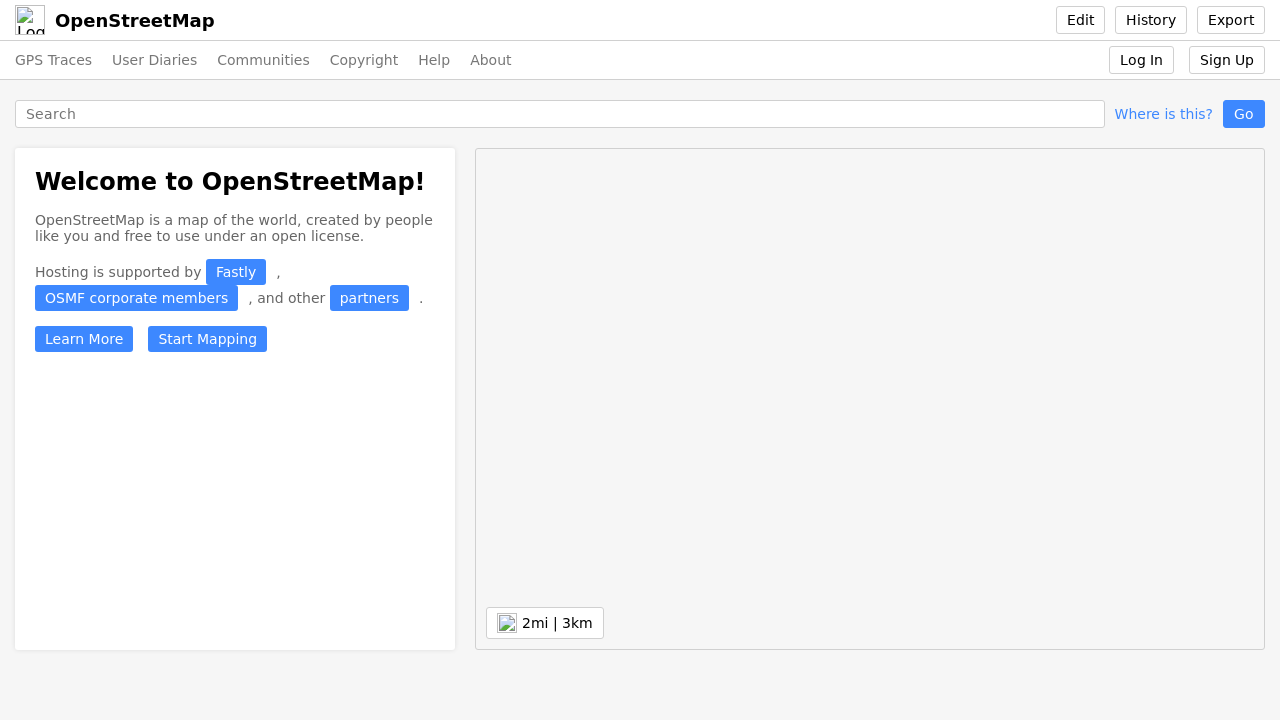 OpenStreetMap
Edit
History
Export
GPS Traces
User Diaries
Communities
Copyright
Help
About
Log In
Sign Up
Search
Where is this?
Go
Welcome to OpenStreetMap!
OpenStreetMap is a map of the world, created by people
like you and free to use under an open license.
Hosting is supported by Fastly ,
OSMF corporate members , and other partners .
Learn More
Start Mapping
2mi | 3km